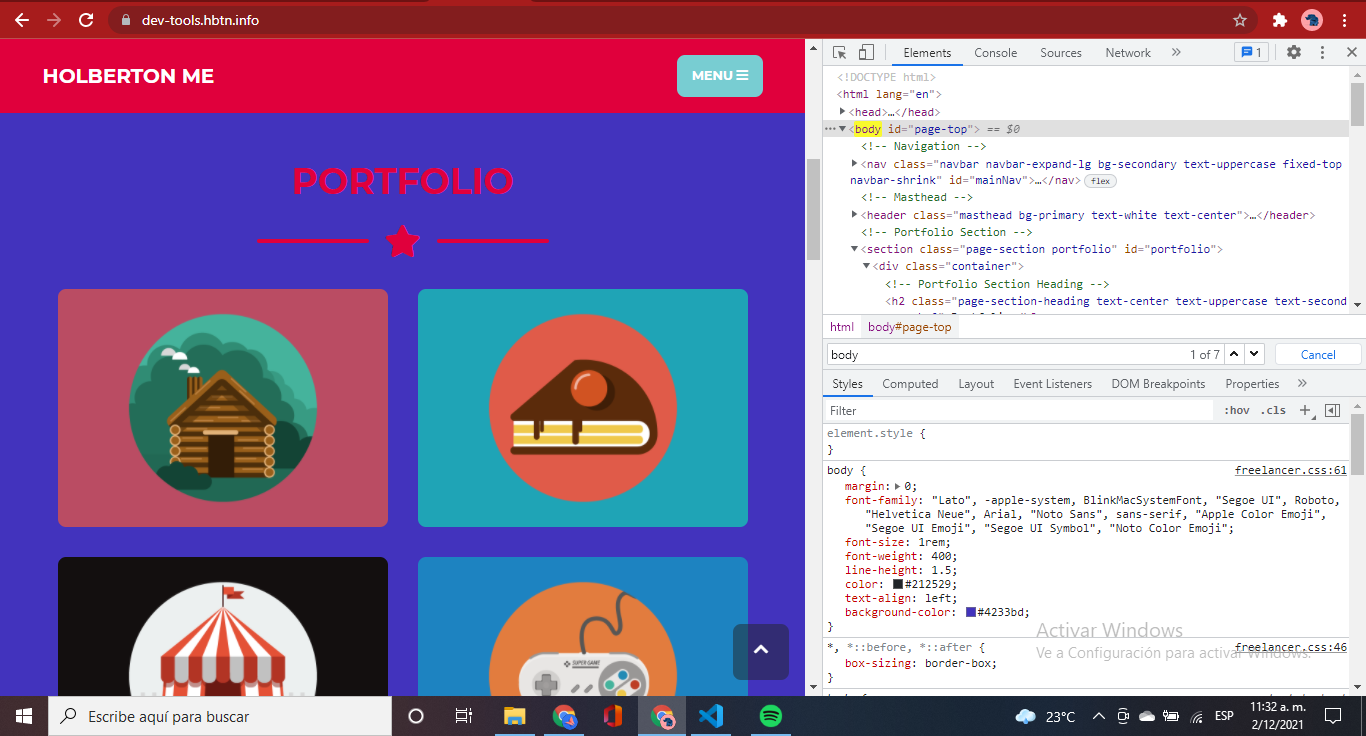 dev-tools.hbtn.info
HOLBERTON ME
MENU
PORTFOLIO
SUPER GAME
Elements Console Sources Network » 1
<!DOCTYPE html>
<html lang="en">
<head>…</head>
<body id="page-top"> == $0
<!-- Navigation -->
<nav class="navbar navbar-expand-lg bg-secondary text-uppercase fixed-top
navbar-shrink" id="mainNav">…</nav> flex
<!-- Masthead -->
<header class="masthead bg-primary text-white text-center">…</header>
<!-- Portfolio Section -->
<section class="page-section portfolio" id="portfolio">
<div class="container">
<!-- Portfolio Section Heading -->
<h2 class="page-section-heading text-center text-uppercase text-second
html body#page-top
body 1 of 7 Cancel
Styles Computed Layout Event Listeners DOM Breakpoints Properties »
Filter :hov .cls +
element.style {
}
body { freelancer.css:61
margin: 0;
font-family: "Lato", -apple-system, BlinkMacSystemFont, "Segoe UI", Roboto,
"Helvetica Neue", Arial, "Noto Sans", sans-serif, "Apple Color Emoji",
"Segoe UI Emoji", "Segoe UI Symbol", "Noto Color Emoji";
font-size: 1rem;
font-weight: 400;
line-height: 1.5;
color: #212529;
text-align: left;
background-color: #4233bd;
}
*, *::before, *::after { freelancer.css:46
box-sizing: border-box;
}
Activar Windows
Ve a Configuración para activar Windows.
Escribe aquí para buscar
23°C
ESP
11:32 a. m.
2/12/2021